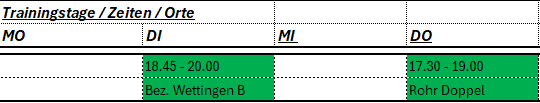 Trainingstage / Zeiten / Orte
MO DI MI DO
18.45 - 20.00 17.30 - 19.00
Bez. Wettingen B Rohr Doppel